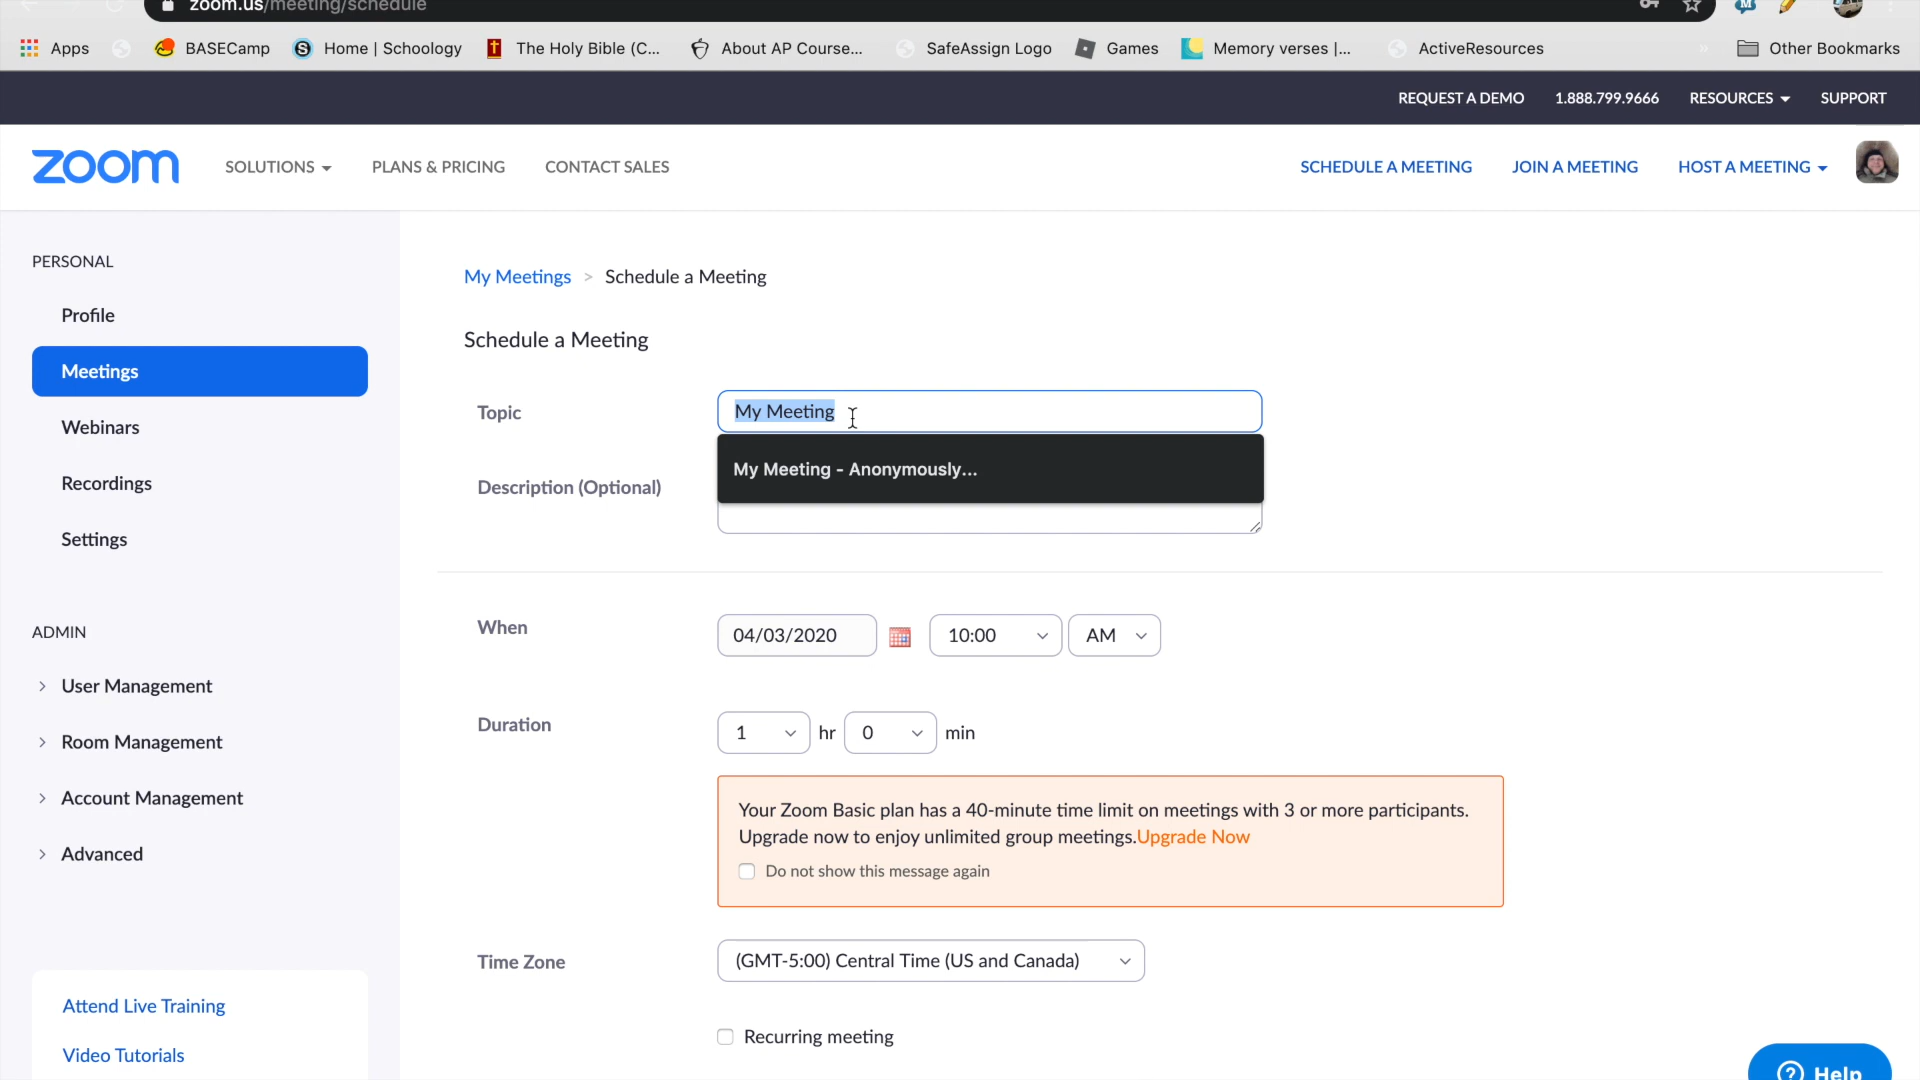 zoom.us/meeting/schedule
Apps BASECamp Home | Schoology The Holy Bible (C... About AP Course... SafeAssign Logo Games Memory verses |... ActiveResources » Other Bookmarks
REQUEST A DEMO 1.888.799.9666 RESOURCES SUPPORT
zoom SOLUTIONS PLANS & PRICING CONTACT SALES SCHEDULE A MEETING JOIN A MEETING HOST A MEETING
PERSONAL
Profile
Meetings
Webinars
Recordings
Settings
ADMIN
User Management
Room Management
Account Management
Advanced
Attend Live Training
Video Tutorials
My Meetings > Schedule a Meeting
Schedule a Meeting
Topic My Meeting
My Meeting - Anonymously...
Description (Optional)
When 04/03/2020 10:00 AM
Duration 1 hr 0 min
Your Zoom Basic plan has a 40-minute time limit on meetings with 3 or more participants.
Upgrade now to enjoy unlimited group meetings.Upgrade Now
Do not show this message again
Time Zone (GMT-5:00) Central Time (US and Canada)
Recurring meeting
Help